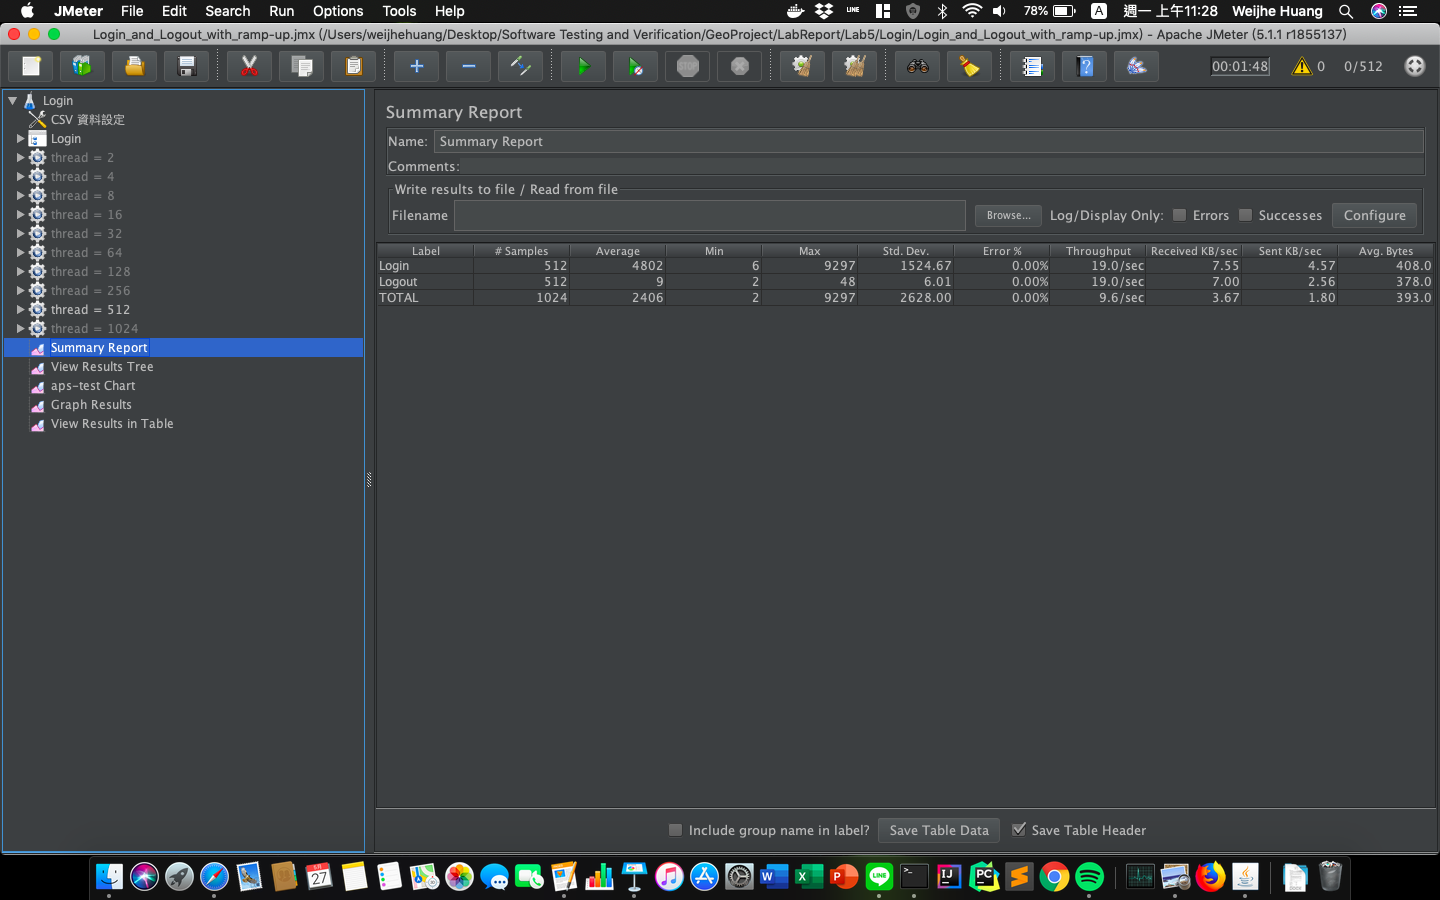 JMeter File Edit Search Run Options Tools Help LINE 78% A 週一 上午11:28 Weijhe Huang
Login_and_Logout_with_ramp-up.jmx (/Users/weijhehuang/Desktop/Software Testing and Verification/GeoProject/LabReport/Lab5/Login/Login_and_Logout_with_ramp-up.jmx) - Apache JMeter (5.1.1 r1855137)
STOP 00:01:48 0 0/512
Login
CSV 資料設定
Login
thread = 2
thread = 4
thread = 8
thread = 16
thread = 32
thread = 64
thread = 128
thread = 256
thread = 512
thread = 1024
Summary Report
View Results Tree
aps-test Chart
Graph Results
View Results in Table
Summary Report
Name: Summary Report
Comments:
Write results to file / Read from file
Filename Browse... Log/Display Only: Errors Successes Configure
Label # Samples Average Min Max Std. Dev. Error % Throughput Received KB/sec Sent KB/sec Avg. Bytes
Login 512 4802 6 9297 1524.67 0.00% 19.0/sec 7.55 4.57 408.0
Logout 512 9 2 48 6.01 0.00% 19.0/sec 7.00 2.56 378.0
TOTAL 1024 2406 2 9297 2628.00 0.00% 9.6/sec 3.67 1.80 393.0
Include group name in label? Save Table Data Save Table Header
27 W X P LINE >_ IJ PC S